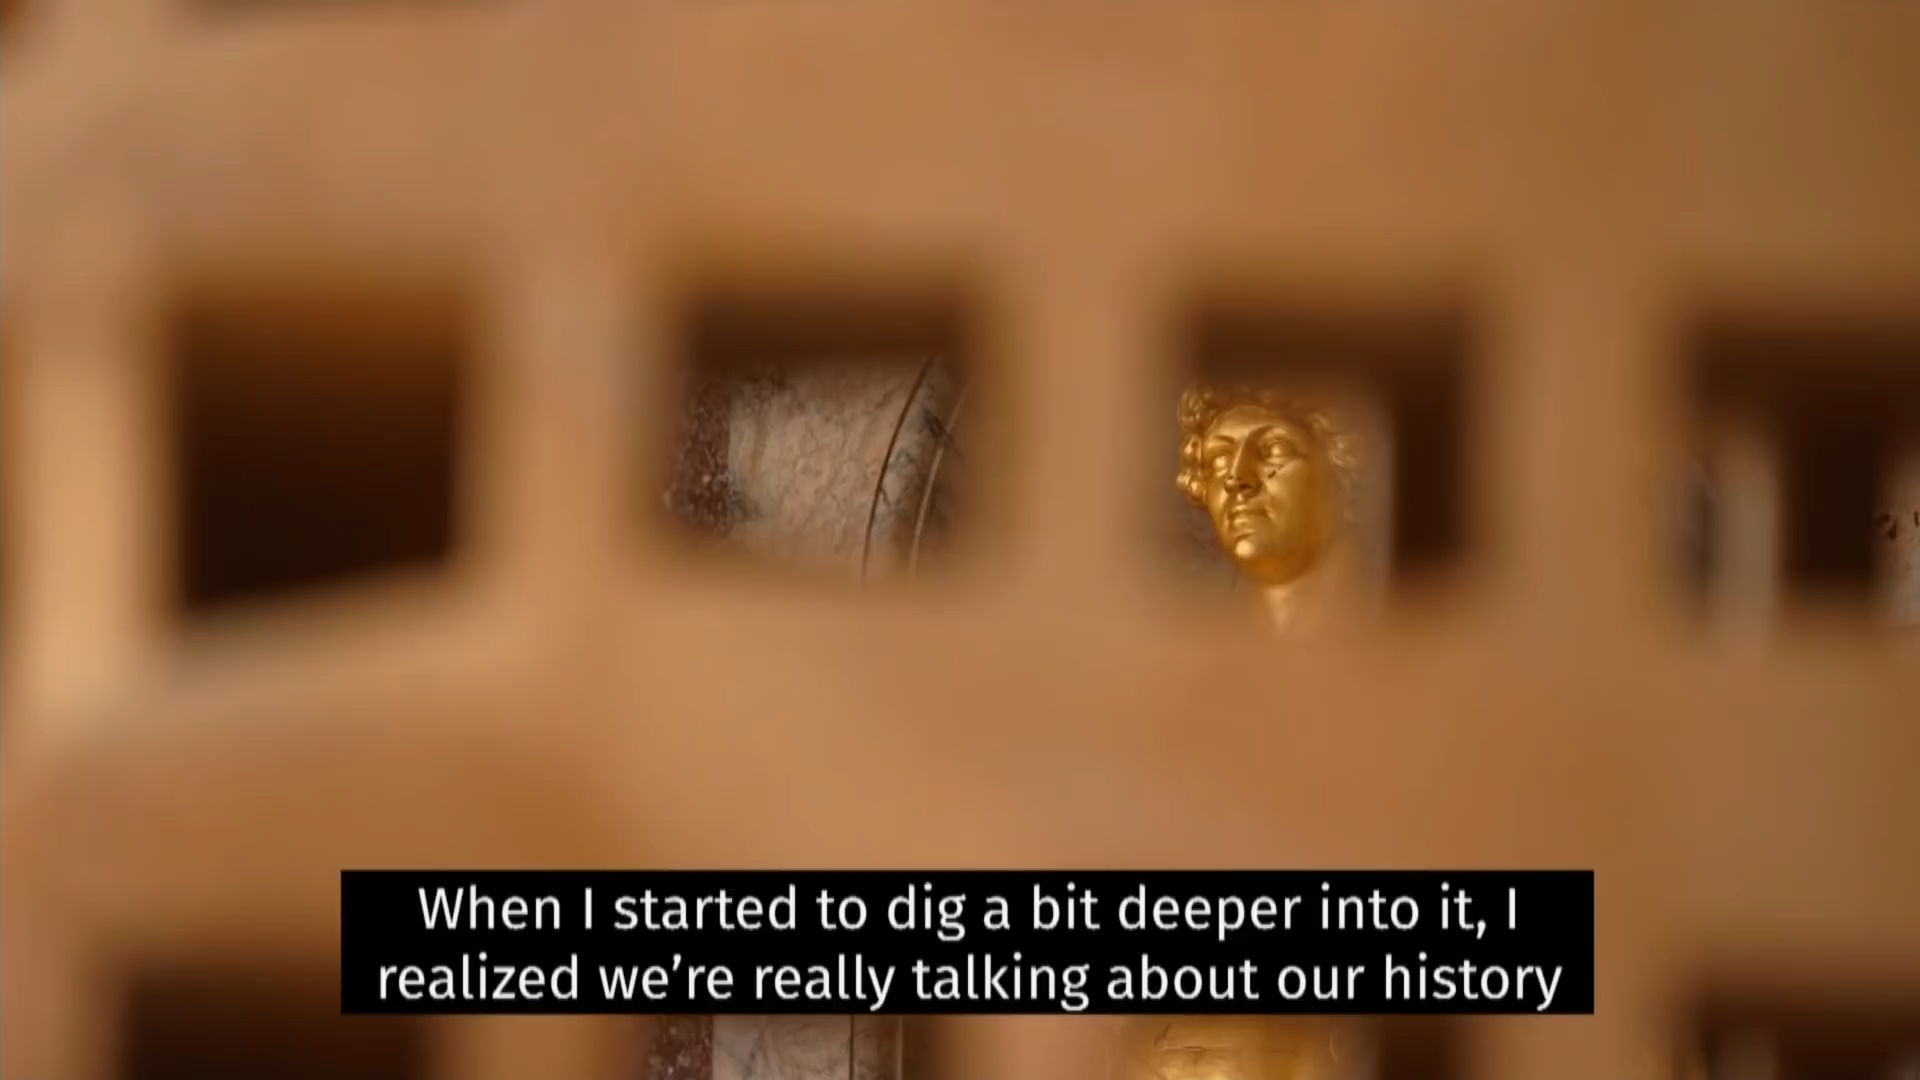 When I started to dig a bit deeper into it, I
realized we’re really talking about our history